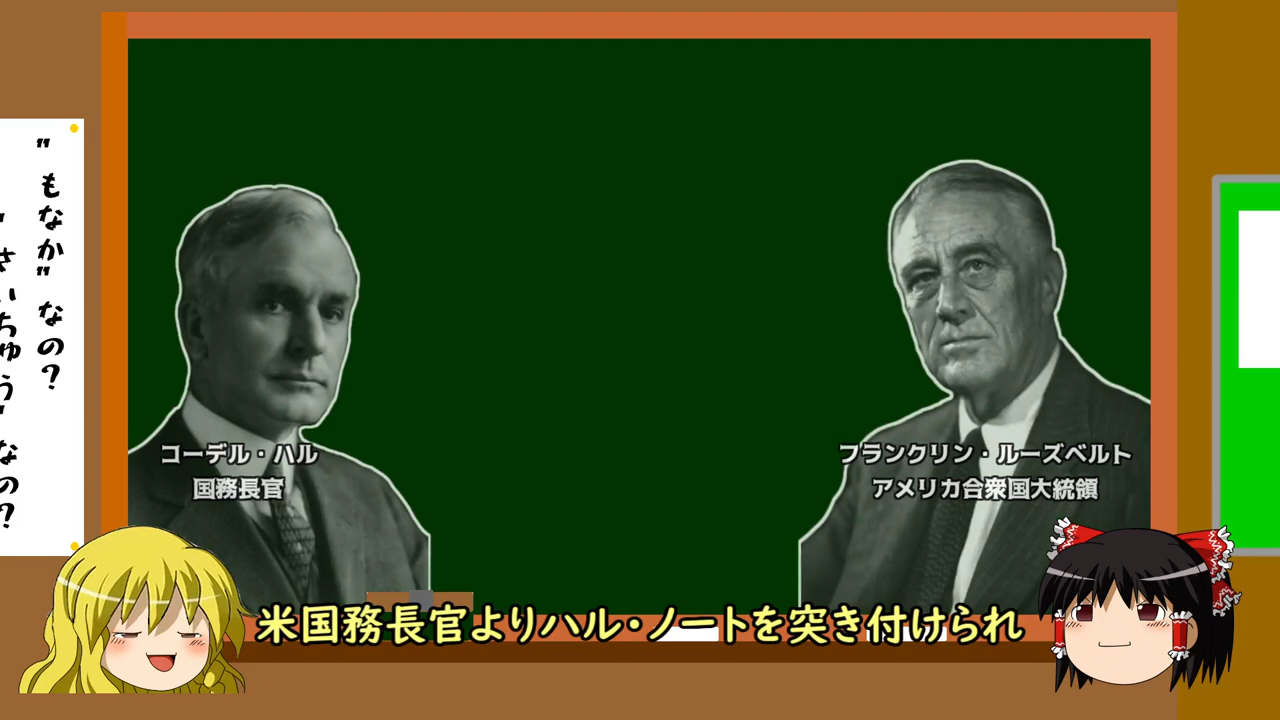 "もなか"なの?
"さいちゅう"なの?
コーデル・ハル
国務長官
フランクリン・ルーズベルト
アメリカ合衆国大統領
米国務長官よりハル・ノートを突き付けられ